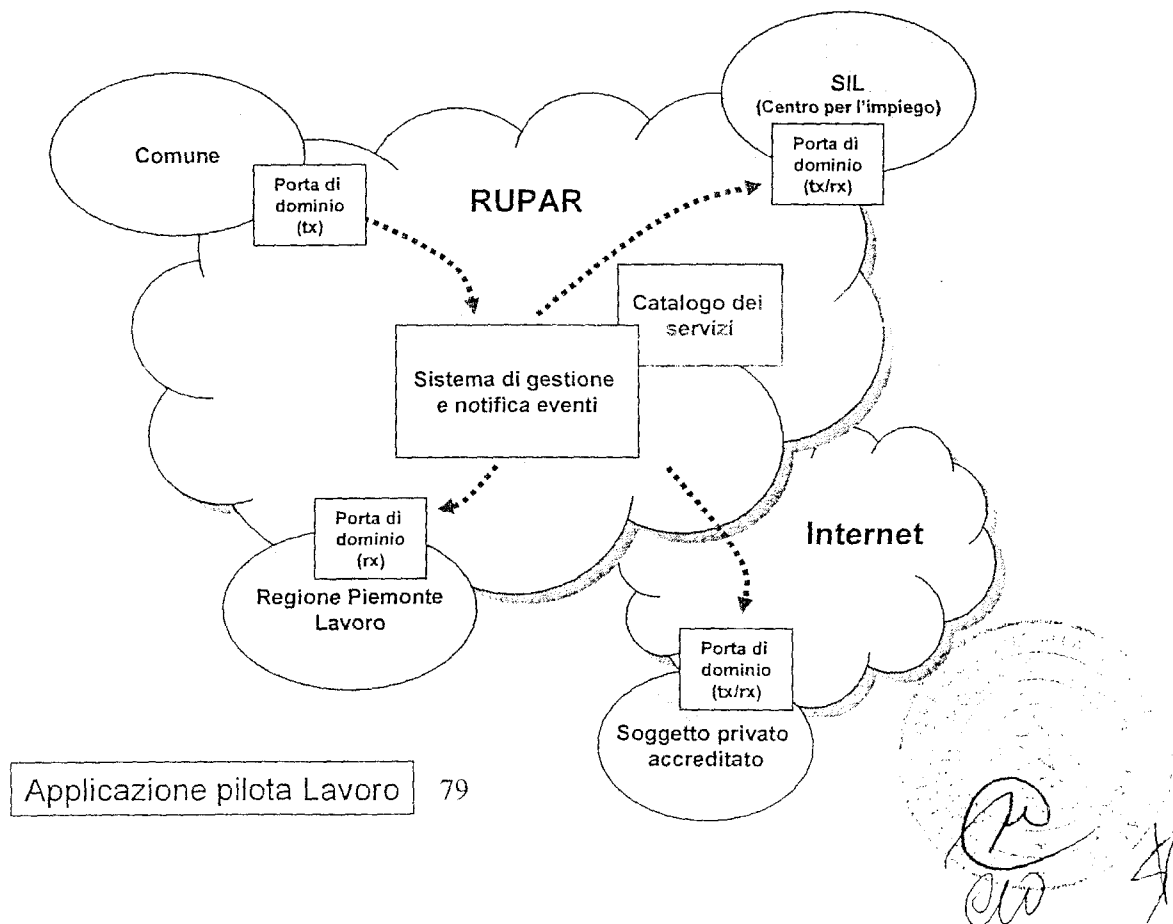 SIL
(Centro per l'impiego)
Porta di
dominio
(tx/rx)
Comune
Porta di
dominio
(tx)
RUPAR
Catalogo dei
servizi
Sistema di gestione
e notifica eventi
Porta di
dominio
(rx)
Regione Piemonte
Lavoro
Internet
Porta di
dominio
(tx/rx)
Soggetto privato
accreditato
Applicazione pilota Lavoro
79